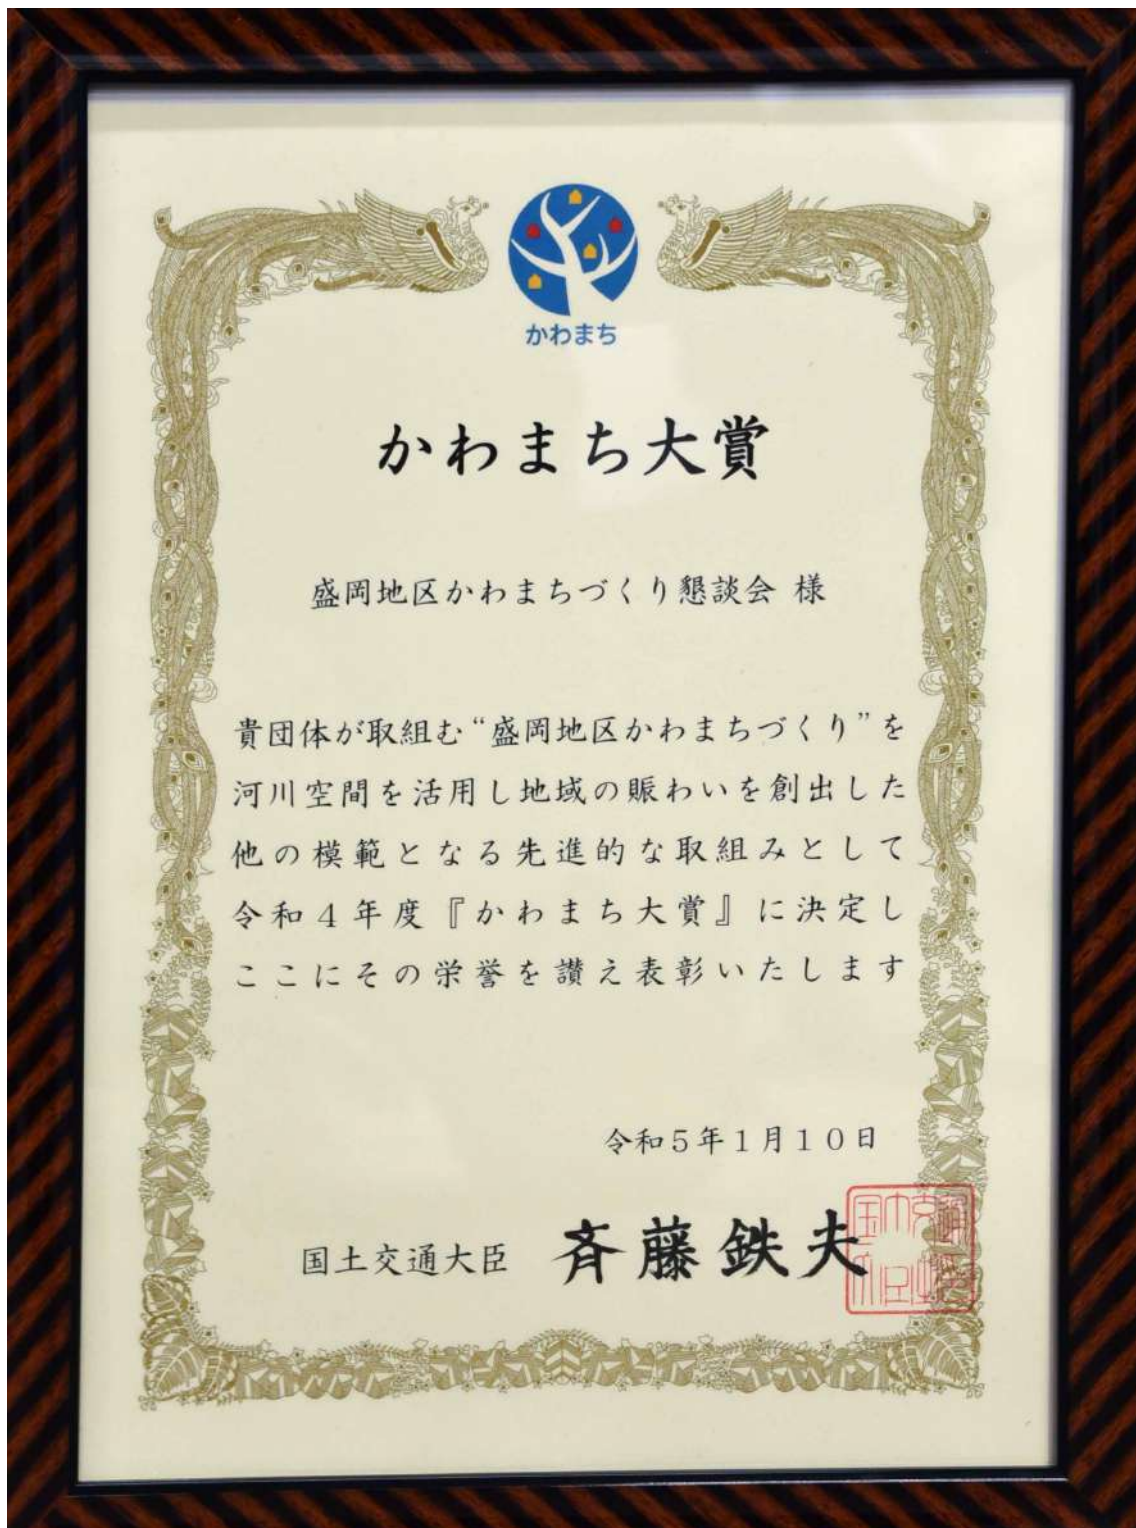 かわまち
かわまち大賞
盛岡地区かわまちづくり懇談会 様
貴団体が取組む“盛岡地区かわまちづくり”を
河川空間を活用し地域の賑わいを創出した
他の模範となる先進的な取組みとして
令和4年度『かわまち大賞』に決定し
ここにその栄誉を讃え表彰いたします
令和5年1月10日
国土交通大臣 斉藤鉄夫